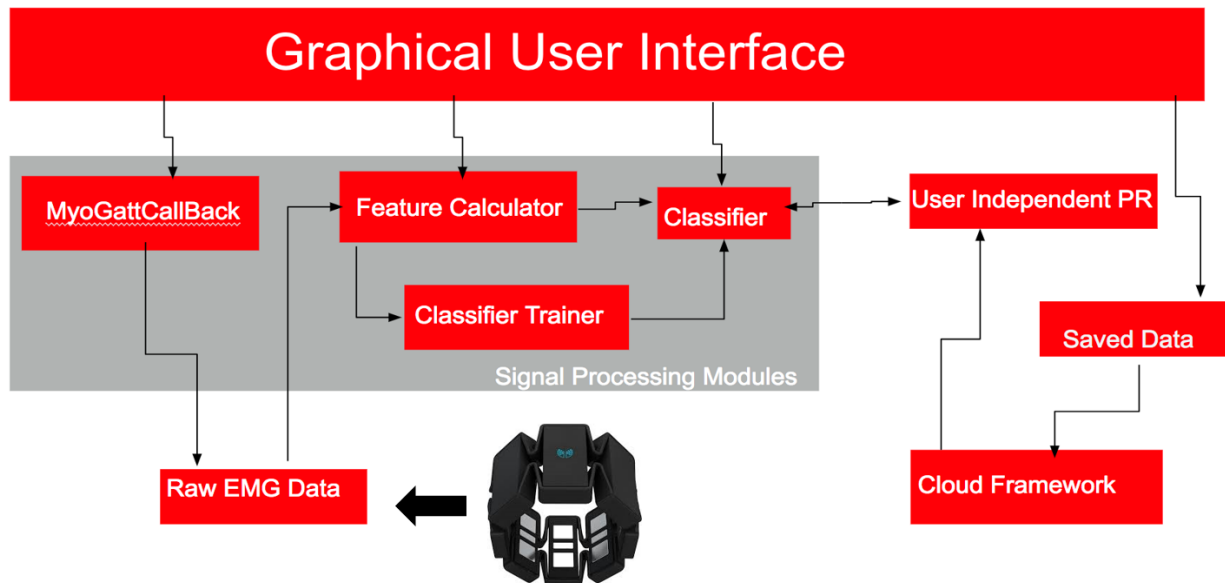 Graphical User Interface
MyoGattCallBack
Feature Calculator
Classifier
User Independent PR
Classifier Trainer
Saved Data
Signal Processing Modules
Raw EMG Data
Cloud Framework